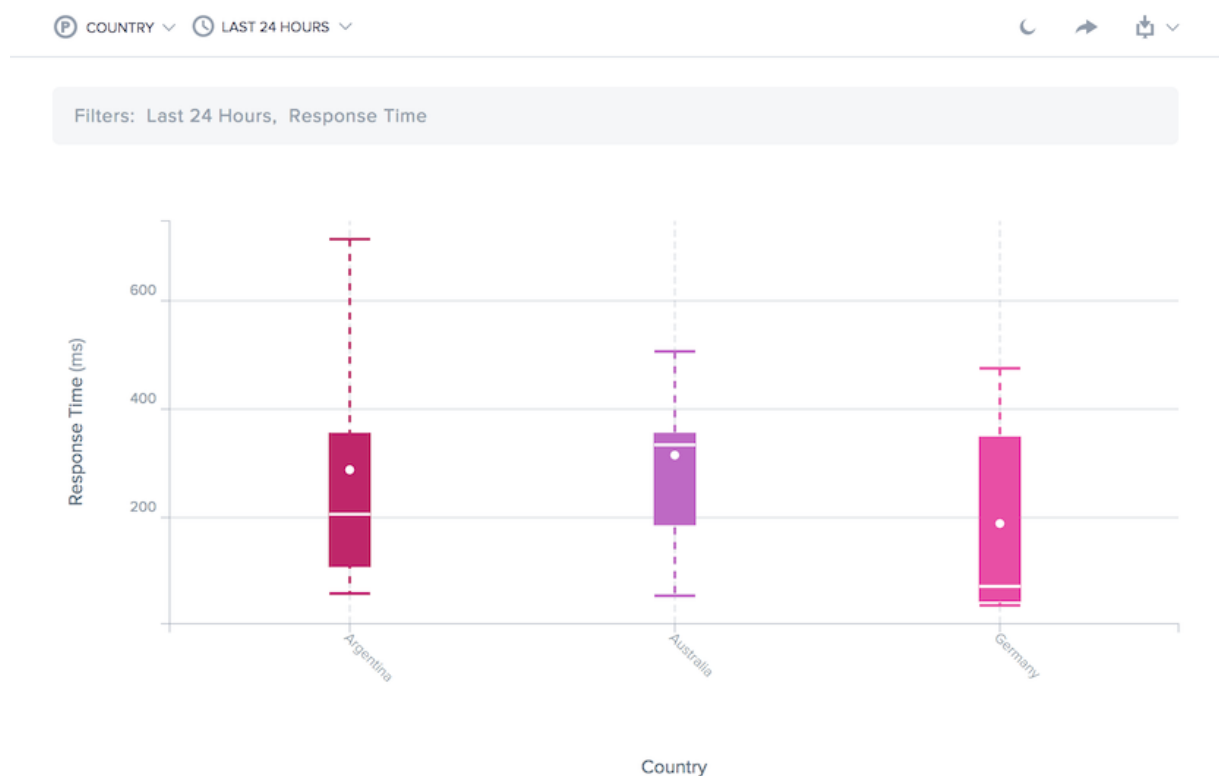 P COUNTRY LAST 24 HOURS
Filters: Last 24 Hours, Response Time
600
400
200
Response Time (ms)
Argentina
Australia
Germany
Country